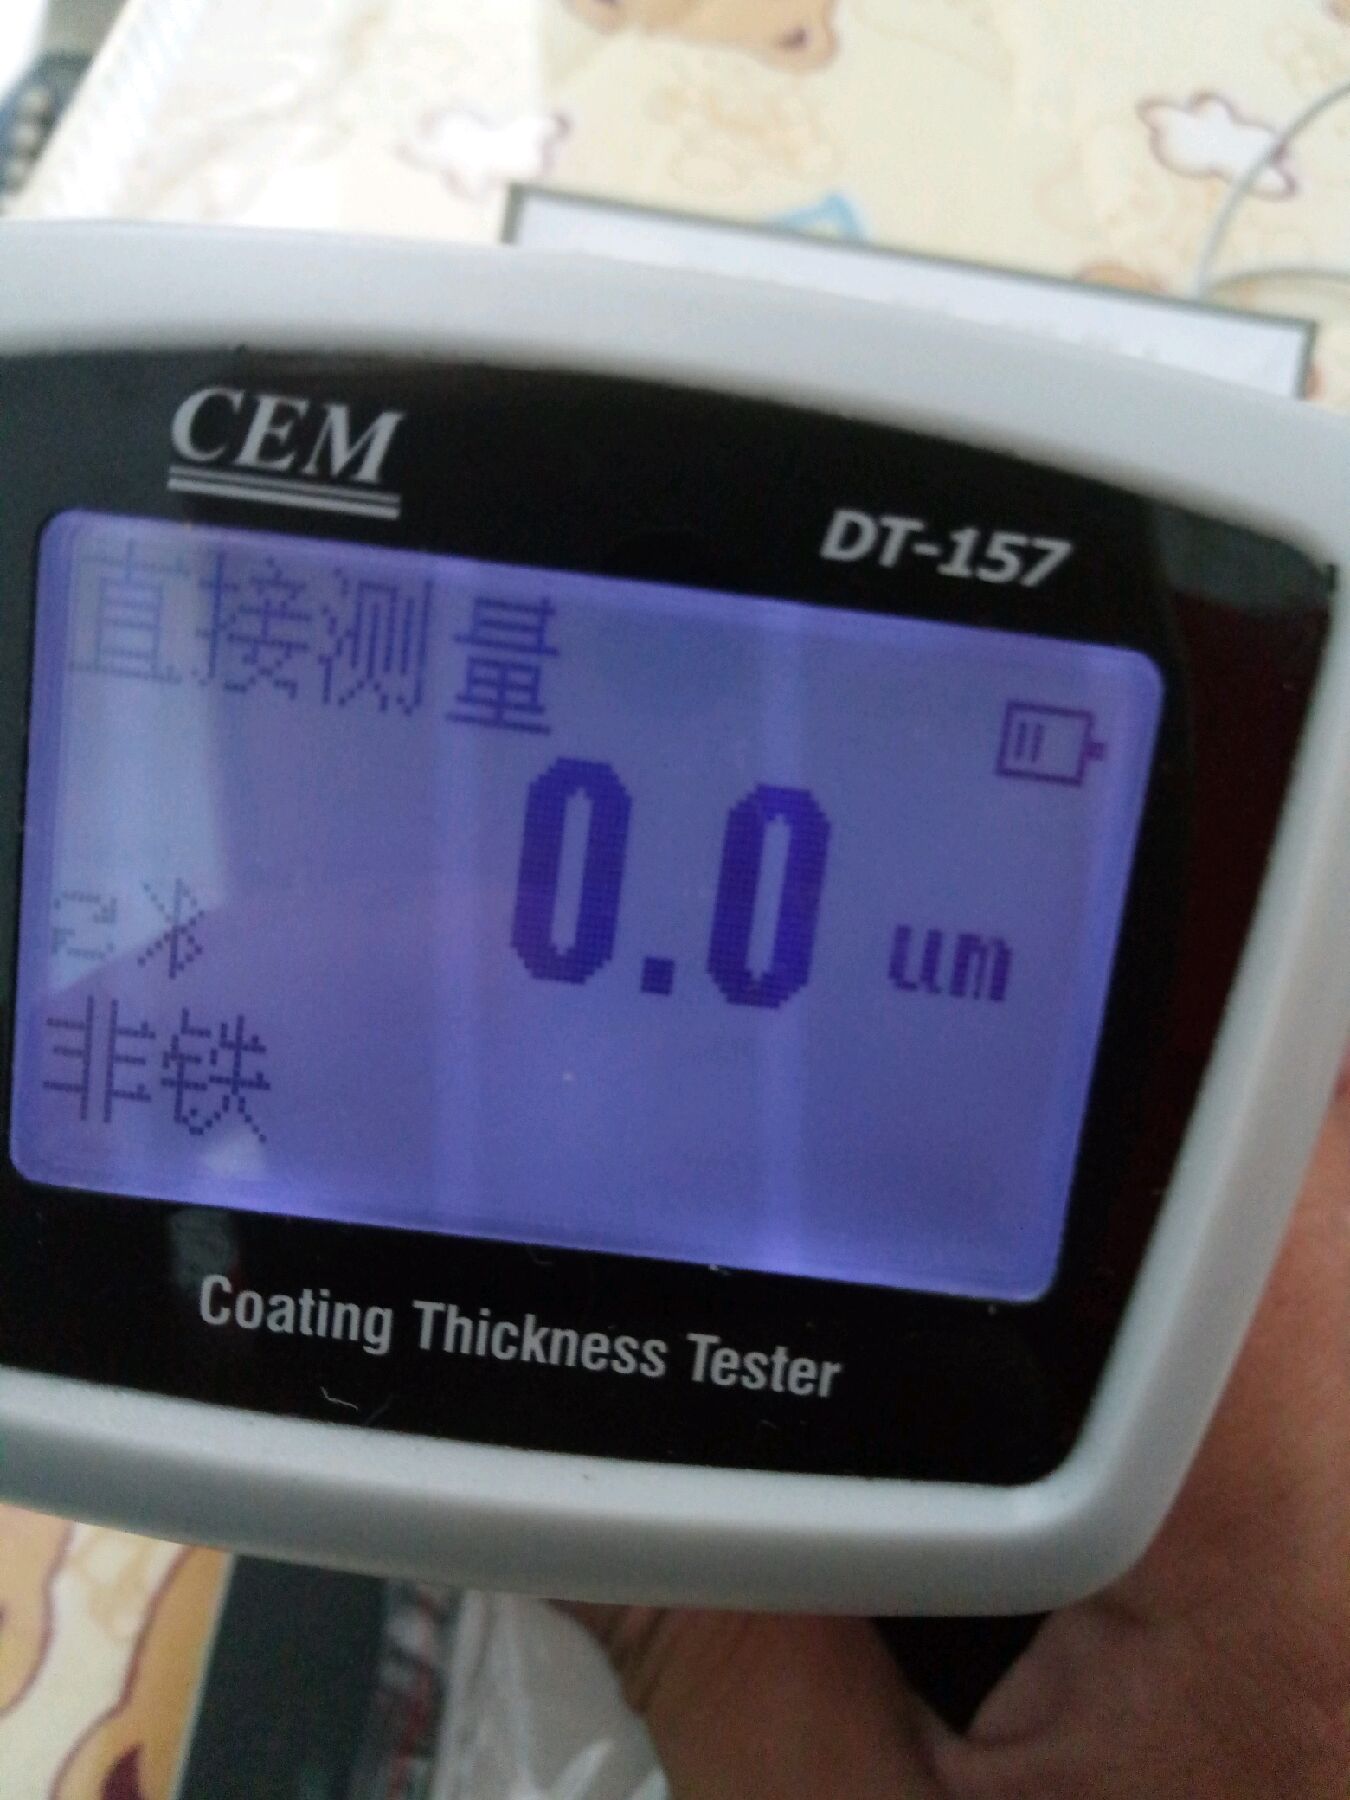 CEM
DT-157
直接测量
0.0 um
非铁
Coating Thickness Tester